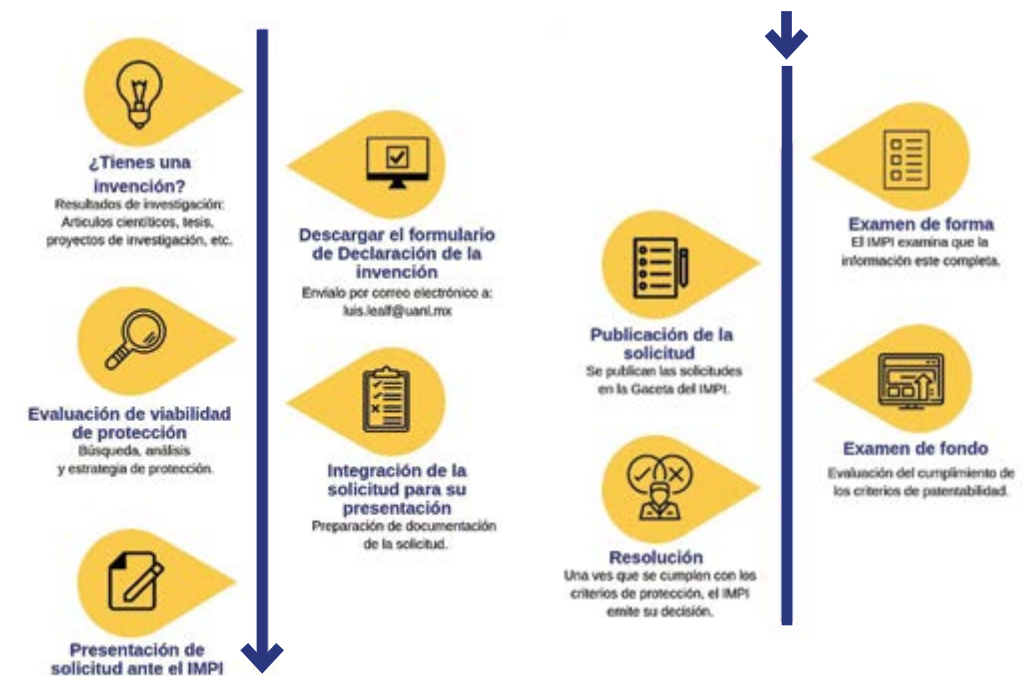 ¿Tienes una
invención?
Resultados de investigación:
Articulos científicos, tesis,
proyectos de investigación, etc.
Descargar el formulario
de Declaración de la
invención
Envialo por correo electrónico a:
luis.lealf@uanl.mx
Evaluación de viabilidad
de protección
Búsqueda, análisis
y estrategia de protección.
Integración de la
solicitud para su
presentación
Preparación de documentación
de la solicitud.
Presentación de
solicitud ante el IMPI
Examen de forma
El IMPI examina que la
información este completa.
Publicación de la
solicitud
Se publican las solicitudes
en la Gaceta del IMPI.
Examen de fondo
Evaluación del cumplimiento de
los criterios de patentabilidad.
Resolución
Una ves que se cumplen con los
criterios de protección, el IMPI
emite su decisión.